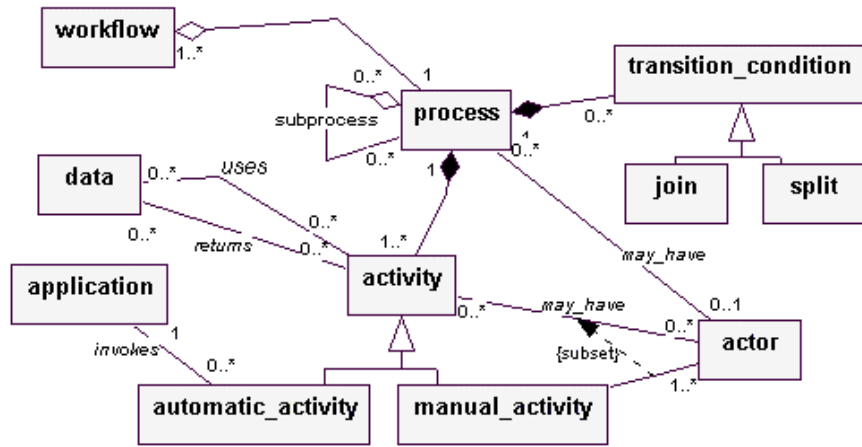 workflow
1..*
1
0..*
subprocess
0..*
process
0..*
transition_condition
1
0..*
1
join
split
data
0..*
uses
0..*
0..*
returns
0..*
1..*
activity
may_have
0..1
application
1
invokes
0..*
0..*
may_have
0..*
{subset}
1..*
actor
automatic_activity
manual_activity